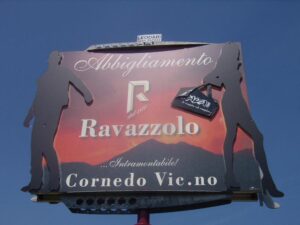 Abbigliamento
R
Ravazzolo
...Intramontabile!
Cornedo Vic.no